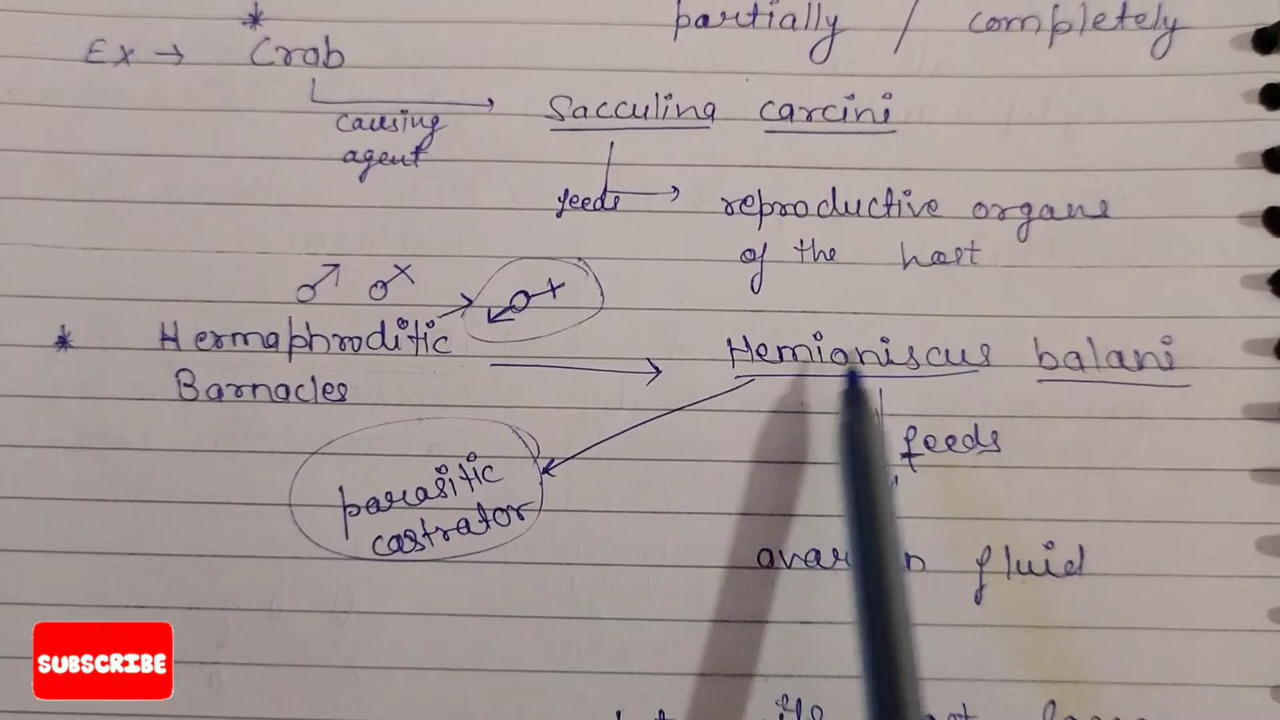 partially / completely
* Ex → Crab
causing agent → Sacculina carcini
feeds → reproductive organs
of the host
♂ ♀
* Hermaphroditic → Hemioniscus balani
Barnacles
feeds
parasitic
castrator
fluid
SUBSCRIBE